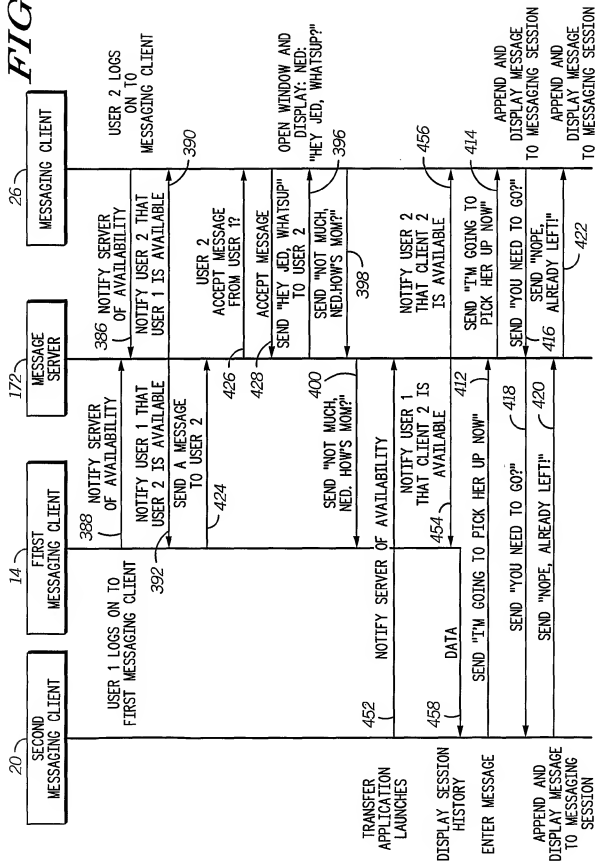 FIG
20
SECOND
MESSAGING CLIENT
14
FIRST
MESSAGING CLIENT
172
MESSAGE
SERVER
26
MESSAGING CLIENT
USER 1 LOGS ON TO
FIRST MESSAGING CLIENT
388
NOTIFY SERVER
OF AVAILABILITY
386
NOTIFY SERVER
OF AVAILABILITY
USER 2 LOGS
ON TO
MESSAGING CLIENT
NOTIFY USER 1 THAT
USER 2 IS AVAILABLE
392
NOTIFY USER 2 THAT
USER 1 IS AVAILABLE
390
SEND A MESSAGE
TO USER 2
424
USER 2
ACCEPT MESSAGE
FROM USER 1?
426
ACCEPT MESSAGE
428
SEND "HEY JED, WHATSUP"
TO USER 2
OPEN WINDOW AND
DISPLAY: NED:
"HEY JED, WHATSUP?"
396
SEND "NOT MUCH,
NED.HOW'S MOM?"
398
400
SEND "NOT MUCH,
NED. HOW'S MOM?"
TRANSFER
APPLICATION
LAUNCHES
452
NOTIFY SERVER OF AVAILABILITY
NOTIFY USER 1
THAT CLIENT 2 IS
AVAILABLE
454
NOTIFY USER 2
THAT CLIENT 2
IS AVAILABLE
456
DISPLAY SESSION
HISTORY
458
DATA
ENTER MESSAGE
SEND "I'M GOING TO PICK HER UP NOW"
412
SEND "I'M GOING TO
PICK HER UP NOW"
414
APPEND AND
DISPLAY MESSAGE
TO MESSAGING SESSION
SEND "YOU NEED TO GO?"
416
SEND "YOU NEED TO GO?"
418
APPEND AND
DISPLAY MESSAGE
TO MESSAGING
SESSION
SEND "NOPE, ALREADY LEFT!"
420
SEND "NOPE,
ALREADY LEFT!"
422
APPEND AND
DISPLAY MESSAGE
TO MESSAGING SESSION